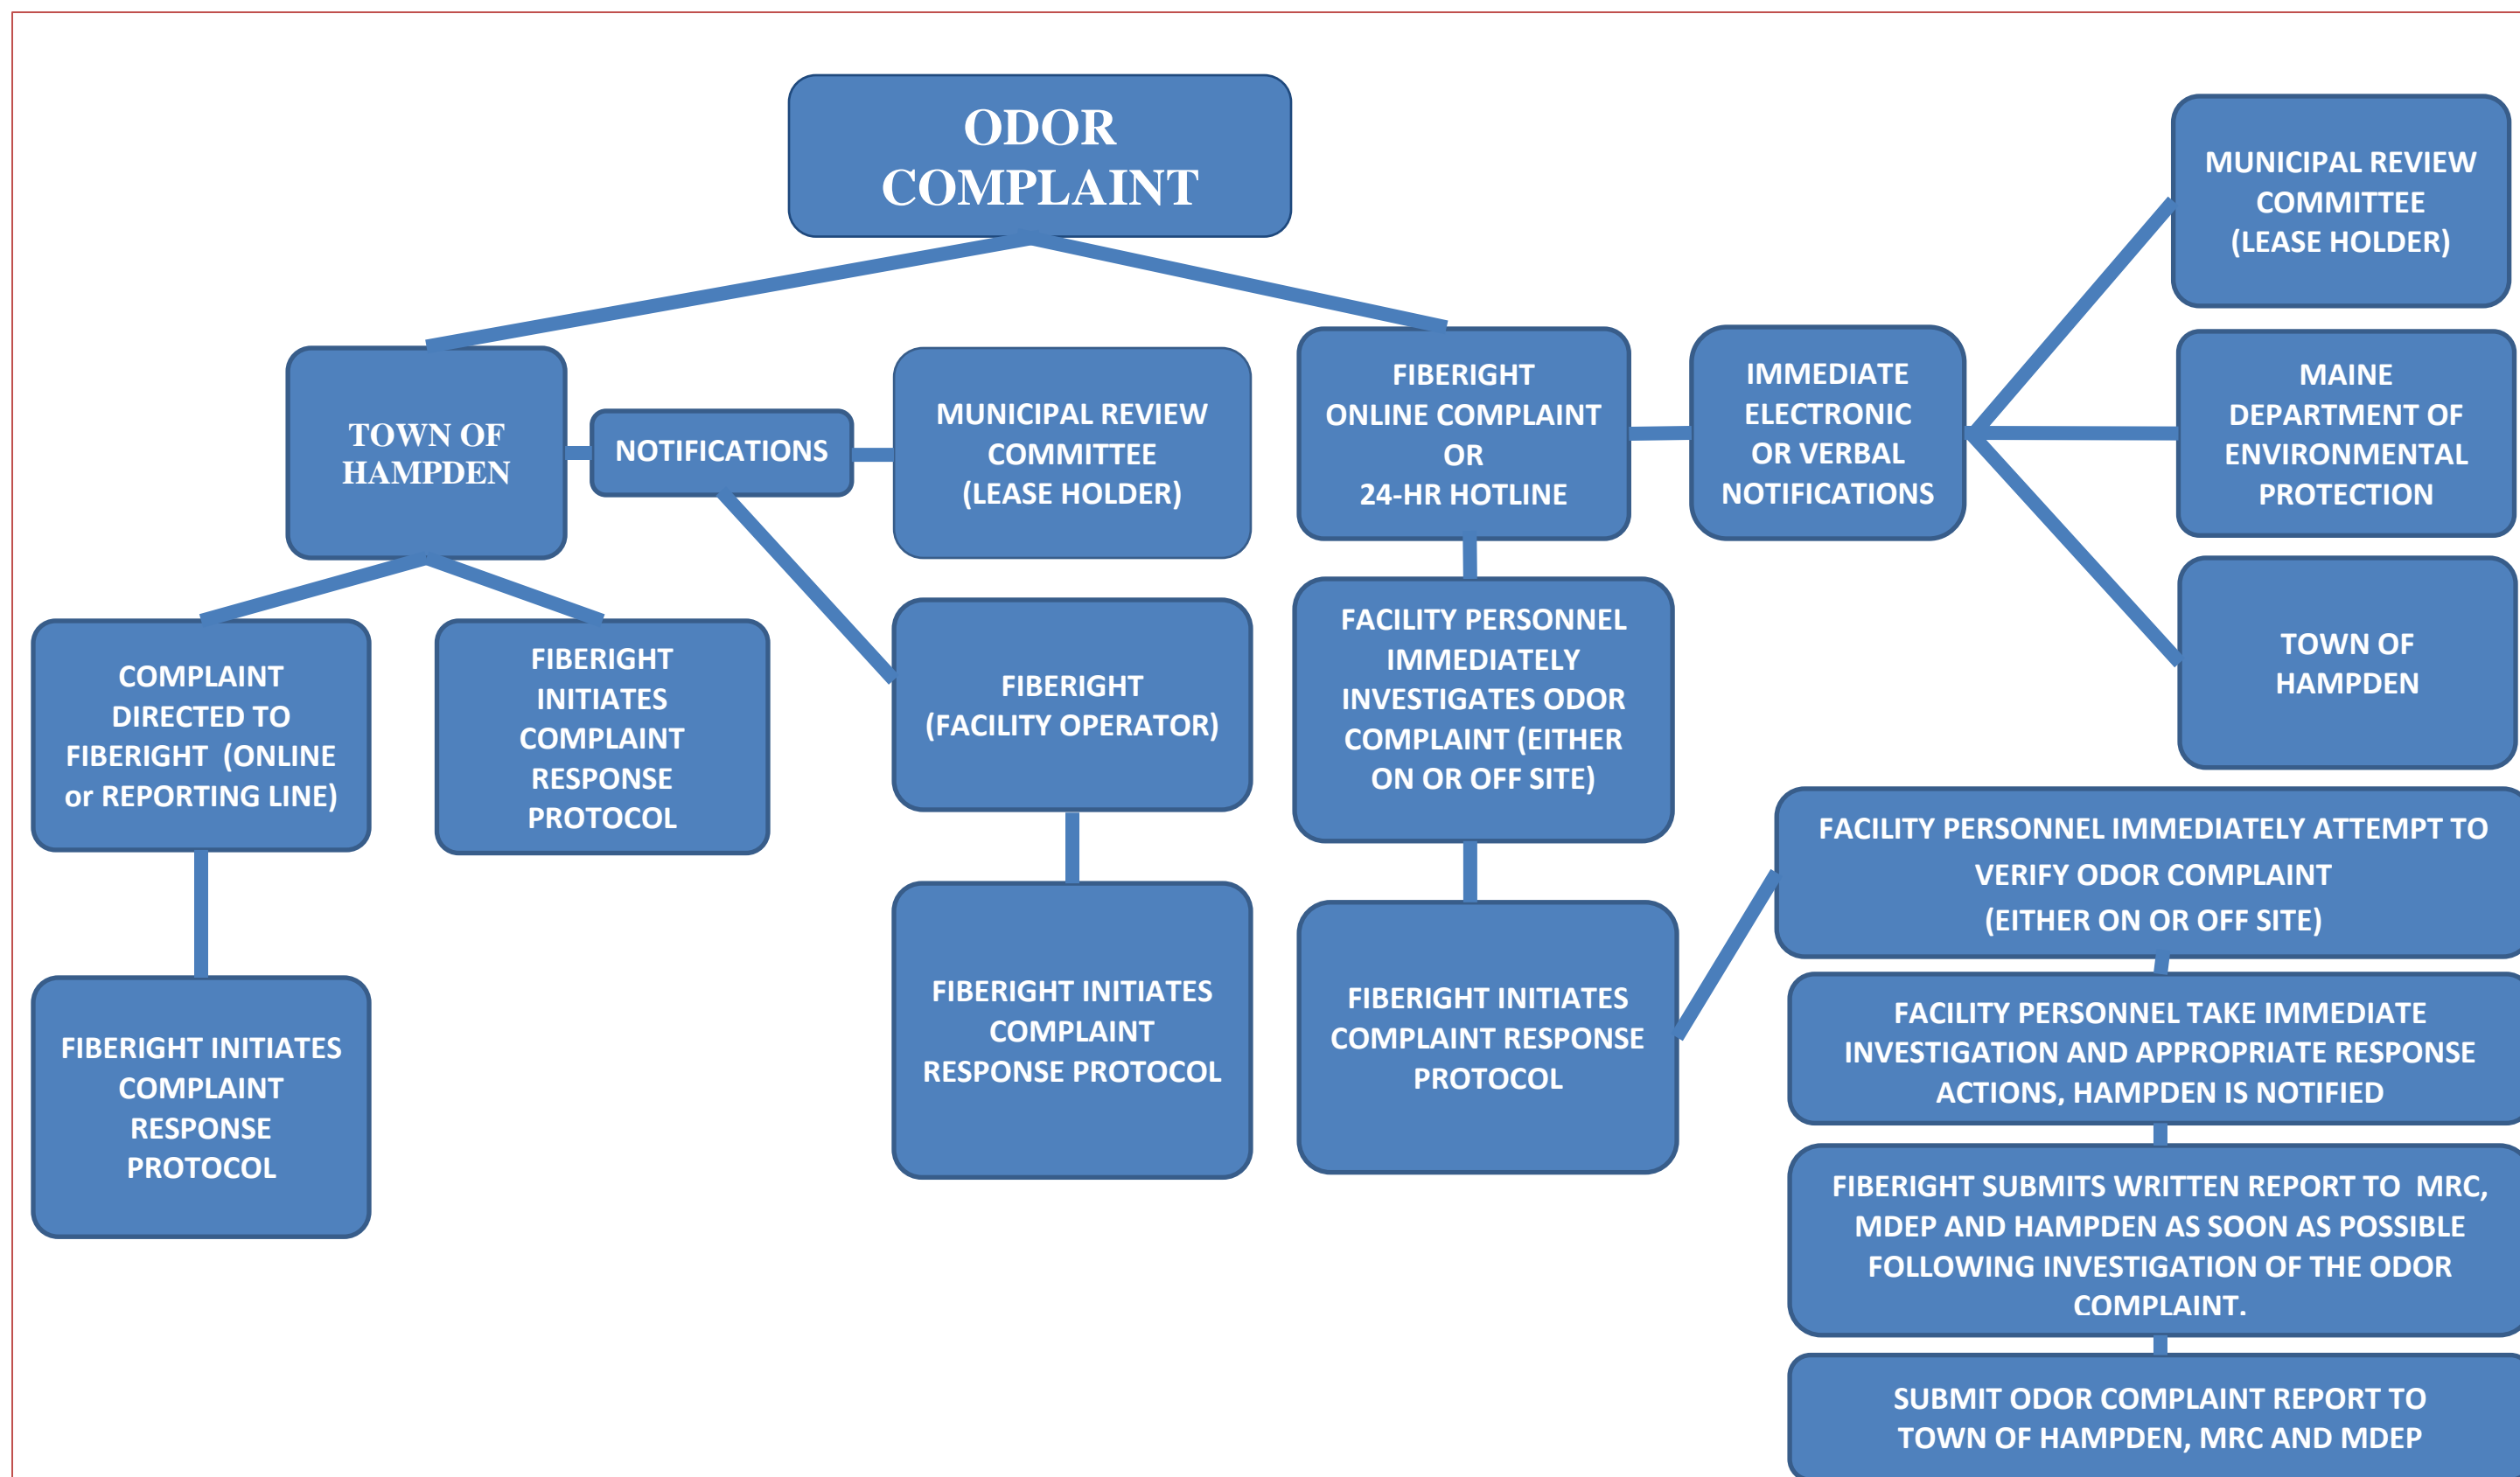 ODOR
COMPLAINT
TOWN OF
HAMPDEN
NOTIFICATIONS
MUNICIPAL REVIEW
COMMITTEE
(LEASE HOLDER)
FIBERIGHT
ONLINE COMPLAINT
OR
24-HR HOTLINE
IMMEDIATE
ELECTRONIC
OR VERBAL
NOTIFICATIONS
MUNICIPAL REVIEW
COMMITTEE
(LEASE HOLDER)
MAINE
DEPARTMENT OF
ENVIRONMENTAL
PROTECTION
TOWN OF
HAMPDEN
COMPLAINT
DIRECTED TO
FIBERIGHT (ONLINE
or REPORTING LINE)
FIBERIGHT
INITIATES
COMPLAINT
RESPONSE
PROTOCOL
FIBERIGHT
(FACILITY OPERATOR)
FACILITY PERSONNEL
IMMEDIATELY
INVESTIGATES ODOR
COMPLAINT (EITHER
ON OR OFF SITE)
FIBERIGHT INITIATES
COMPLAINT
RESPONSE
PROTOCOL
FIBERIGHT INITIATES
COMPLAINT
RESPONSE PROTOCOL
FIBERIGHT INITIATES
COMPLAINT RESPONSE
PROTOCOL
FACILITY PERSONNEL IMMEDIATELY ATTEMPT TO
VERIFY ODOR COMPLAINT
(EITHER ON OR OFF SITE)
FACILITY PERSONNEL TAKE IMMEDIATE
INVESTIGATION AND APPROPRIATE RESPONSE
ACTIONS, HAMPDEN IS NOTIFIED
FIBERIGHT SUBMITS WRITTEN REPORT TO MRC,
MDEP AND HAMPDEN AS SOON AS POSSIBLE
FOLLOWING INVESTIGATION OF THE ODOR
COMPLAINT.
SUBMIT ODOR COMPLAINT REPORT TO
TOWN OF HAMPDEN, MRC AND MDEP